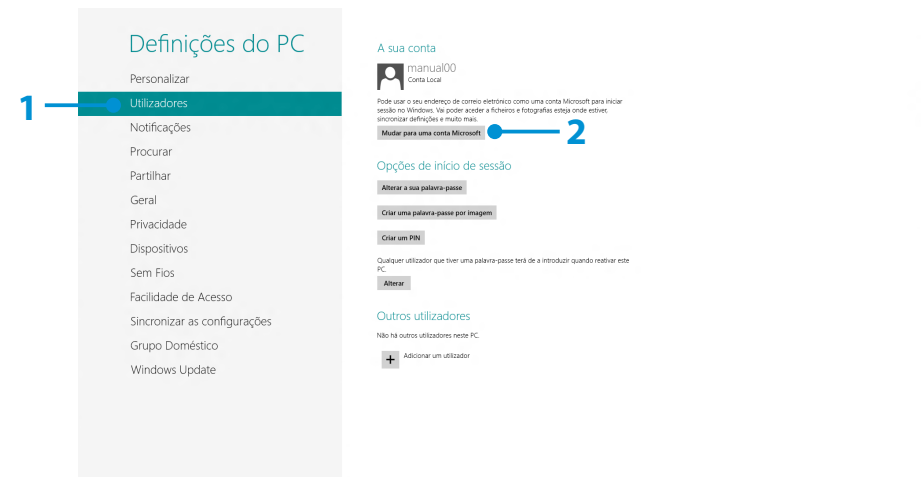 Definições do PC
Personalizar
1
Utilizadores
Notificações
Procurar
Partilhar
Geral
Privacidade
Dispositivos
Sem Fios
Facilidade de Acesso
Sincronizar as configurações
Grupo Doméstico
Windows Update
A sua conta
manual00
Conta Local
Pode usar o seu endereço de correio eletrónico como uma conta Microsoft para iniciar
sessão no Windows. Vai poder aceder a ficheiros e fotografias esteja onde estiver,
sincronizar definições e muito mais.
Mudar para uma conta Microsoft
2
Opções de início de sessão
Alterar a sua palavra-passe
Criar uma palavra-passe por imagem
Criar um PIN
Qualquer utilizador que tiver uma palavra-passe terá de a introduzir quando reativar este
PC.
Alterar
Outros utilizadores
Não há outros utilizadores neste PC.
+ Adicionar um utilizador